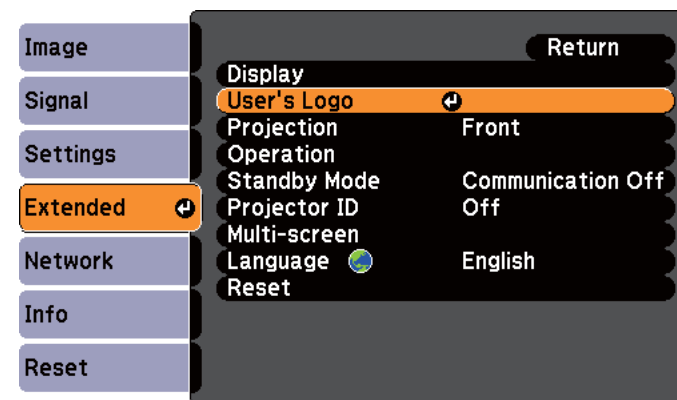 Image
Signal
Settings
Extended
Network
Info
Reset
Return
Display
User's Logo
Projection Front
Operation
Standby Mode Communication Off
Projector ID Off
Multi-screen
Language English
Reset